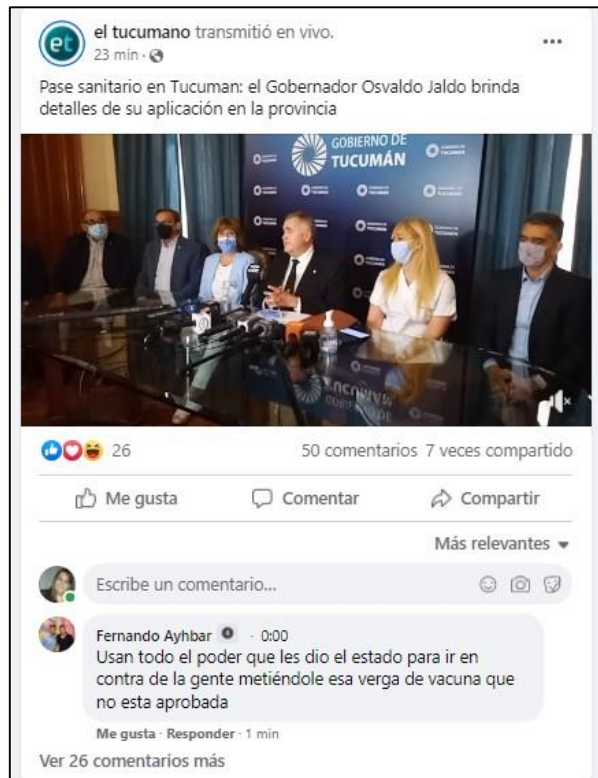 et
el tucumano transmitió en vivo.
23 min ·
Pase sanitario en Tucuman: el Gobernador Osvaldo Jaldo brinda
detalles de su aplicación en la provincia
GOBIERNO DE
TUCUMÁN
26
50 comentarios 7 veces compartido
Me gusta
Comentar
Compartir
Más relevantes
Escribe un comentario...
Fernando Ayhbar · 0:00
Usan todo el poder que les dio el estado para ir en
contra de la gente metiéndole esa verga de vacuna que
no esta aprobada
Me gusta · Responder · 1 min
Ver 26 comentarios más